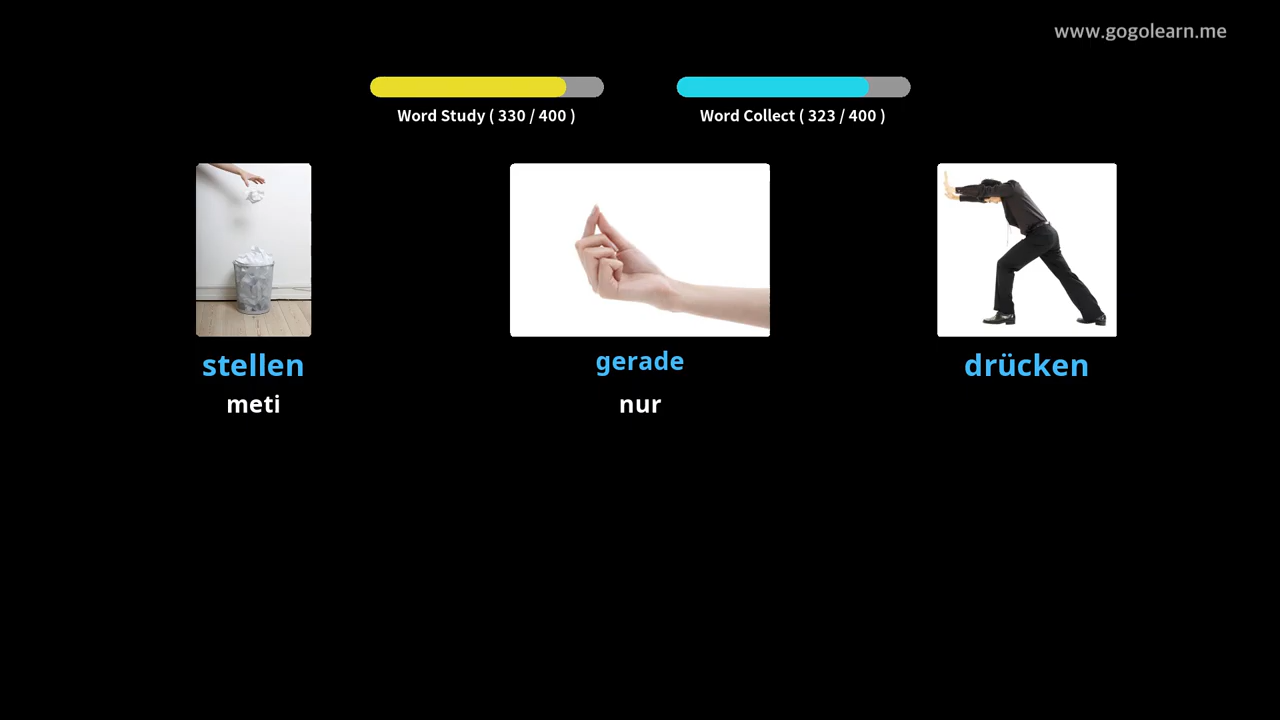 www.gogolearn.me
Word Study ( 330 / 400 )
Word Collect ( 323 / 400 )
stellen
gerade
drücken
meti
nur